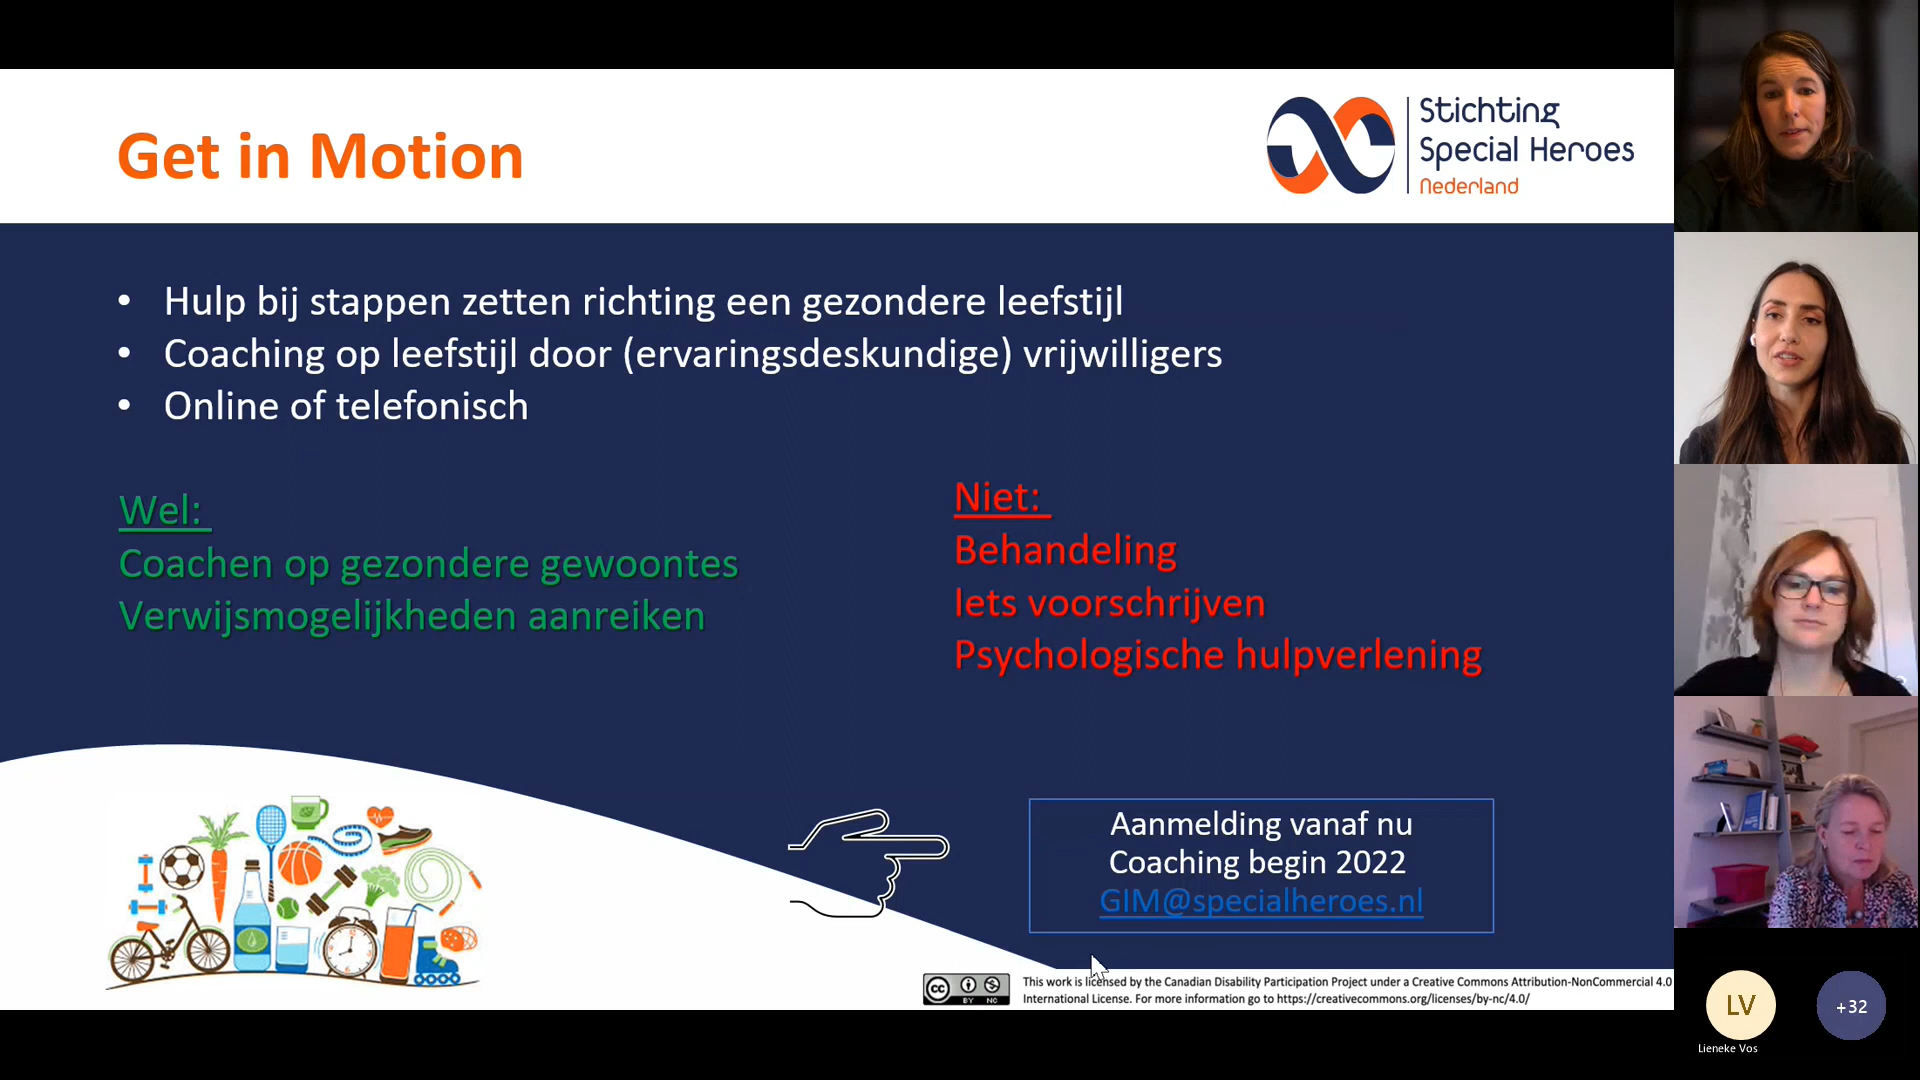 Get in Motion
Stichting
Special Heroes
Nederland
• Hulp bij stappen zetten richting een gezondere leefstijl
• Coaching op leefstijl door (ervaringsdeskundige) vrijwilligers
• Online of telefonisch
Wel:
Coachen op gezondere gewoontes
Verwijsmogelijkheden aanreiken
Niet:
Behandeling
Iets voorschrijven
Psychologische hulpverlening
Aanmelding vanaf nu
Coaching begin 2022
GIM@specialheroes.nl
cc BY NC
This work is licensed by the Canadian Disability Participation Project under a Creative Commons Attribution-NonCommercial 4.0
International License. For more information go to https://creativecommons.org/licenses/by-nc/4.0/
LV
+32
Lieneke Vos